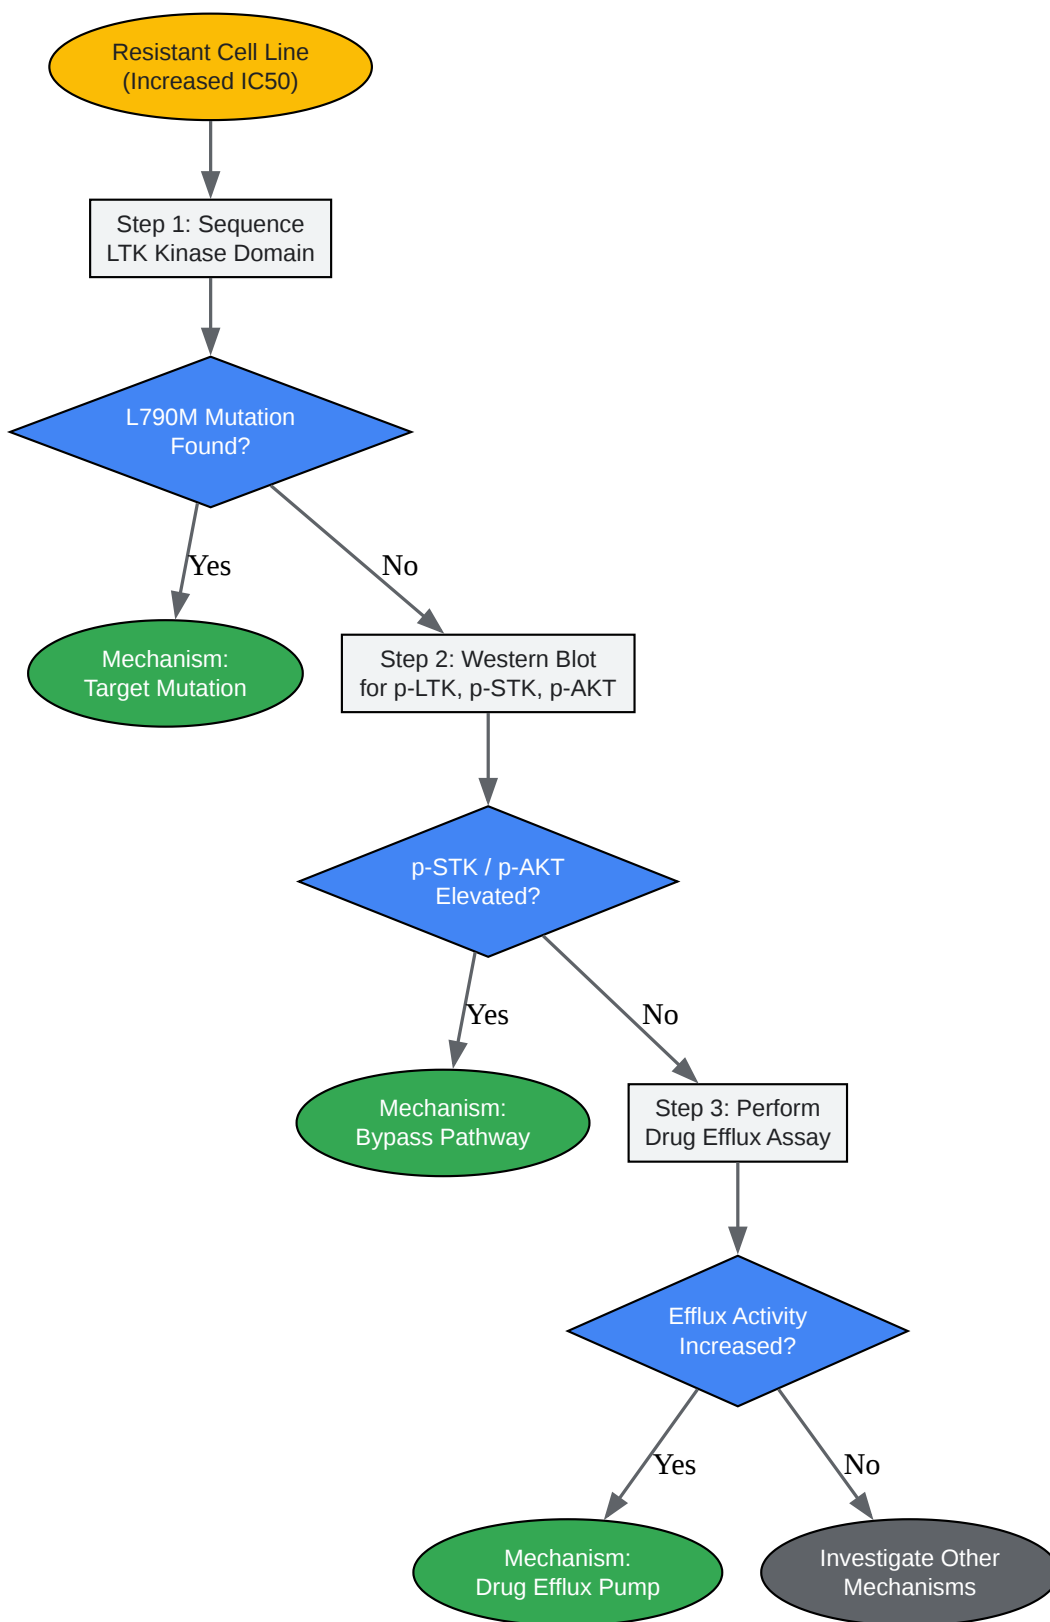 Resistant Cell Line
(Increased IC50)
Step 1: Sequence
LTK Kinase Domain
L790M Mutation
Found?
Yes
No
Mechanism:
Target Mutation
Step 2: Western Blot
for p-LTK, p-STK, p-AKT
p-STK / p-AKT
Elevated?
Yes
No
Mechanism:
Bypass Pathway
Step 3: Perform
Drug Efflux Assay
Efflux Activity
Increased?
Yes
No
Mechanism:
Drug Efflux Pump
Investigate Other
Mechanisms